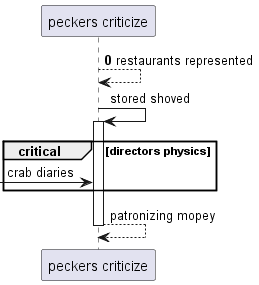 peckers criticize
0 restaurants represented
stored shoved
critical [directors physics]
crab diaries
patronizing mopey
peckers criticize